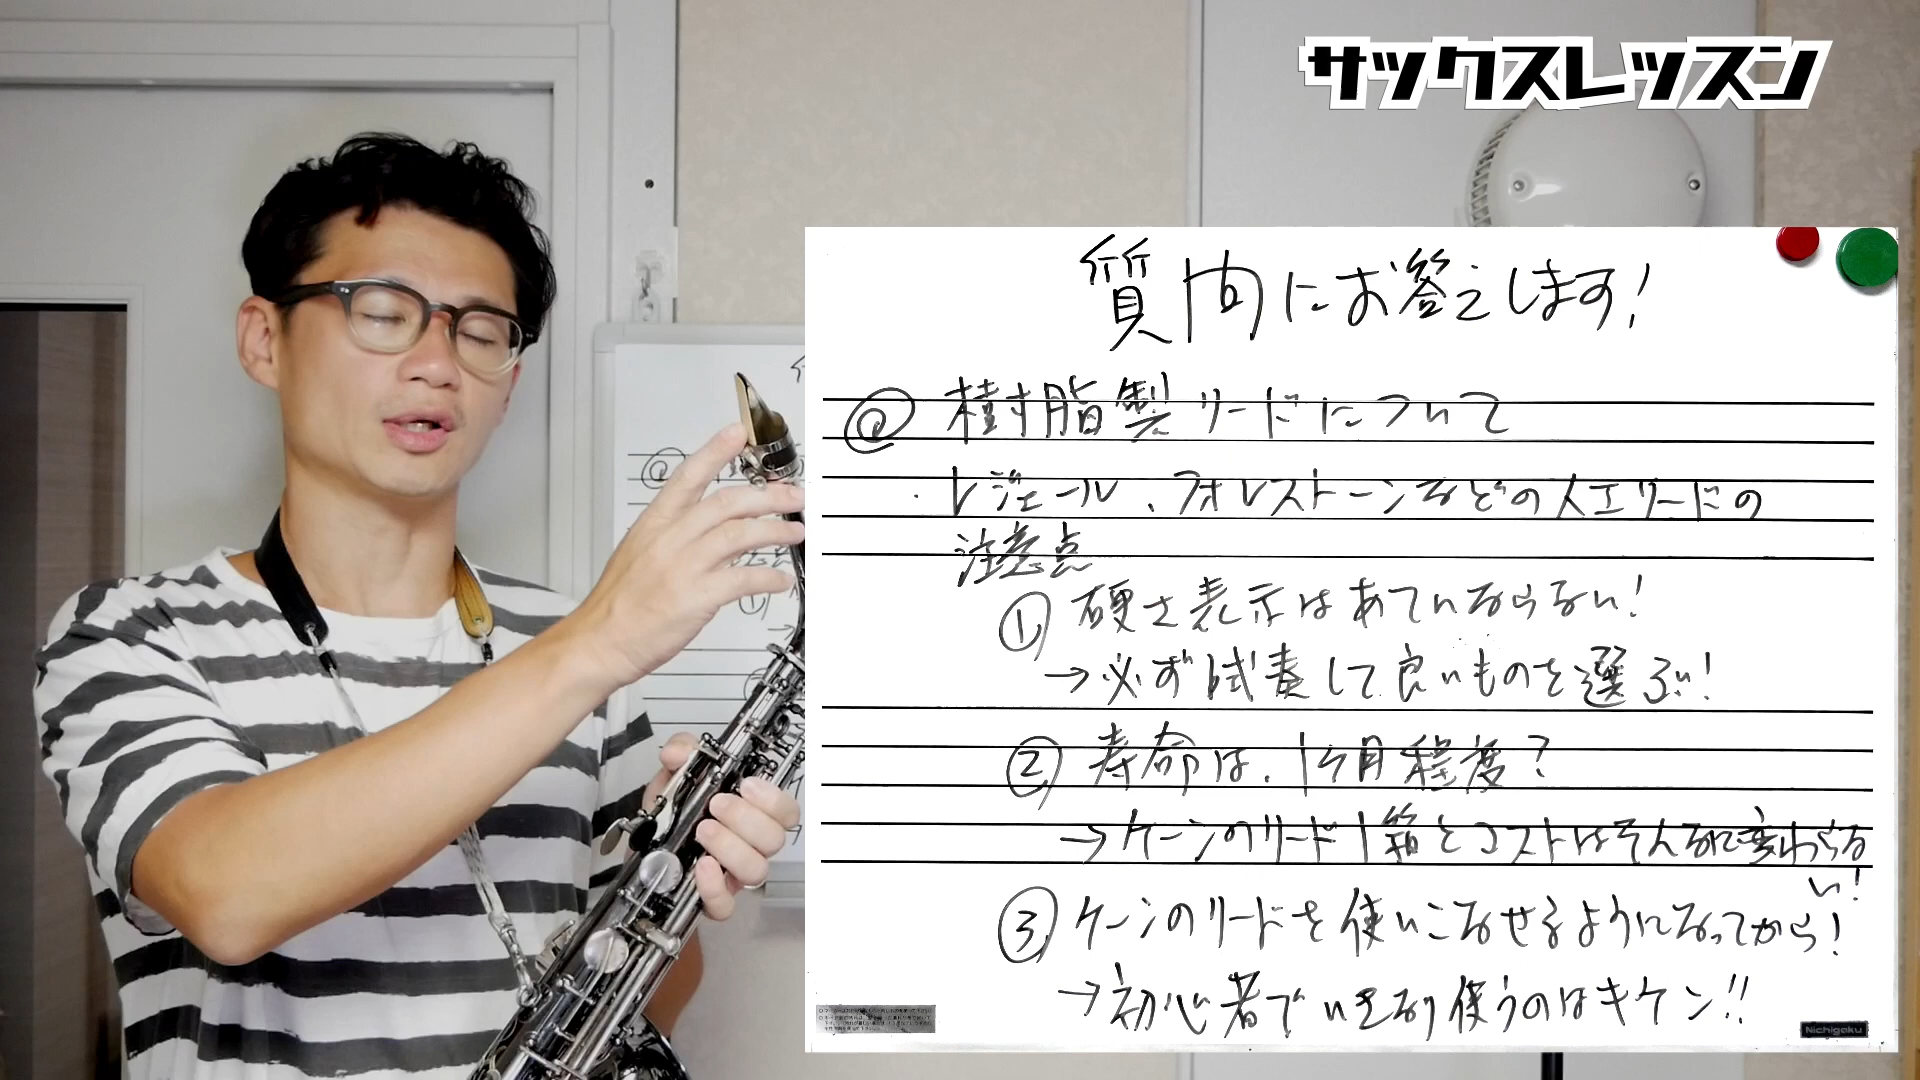 サックスレッスン
質問にお答えします!
Q 樹脂製リードについて
・レジェール、フォレストーンなどの人工リードの
注意点
① 硬さ表示はあてにならない!
→必ず試奏して良いものを選ぶ!
② 寿命は、1ヶ月程度?
→ケーンのリード1箱とコストはそんなに変わらな
い!
③ ケーンのリードを使いこなせるようになってから!
→初心者でいきなり使うのはキケン!!
Nichigaku